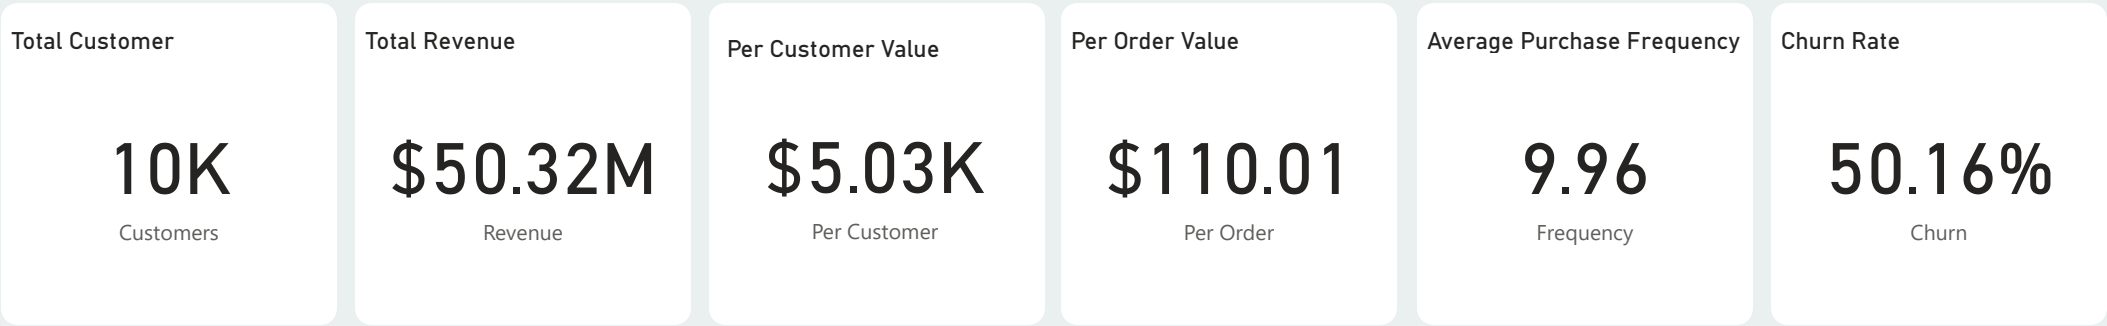 Total Customer
10K
Customers
Total Revenue
$50.32M
Revenue
Per Customer Value
$5.03K
Per Customer
Per Order Value
$110.01
Per Order
Average Purchase Frequency
9.96
Frequency
Churn Rate
50.16%
Churn